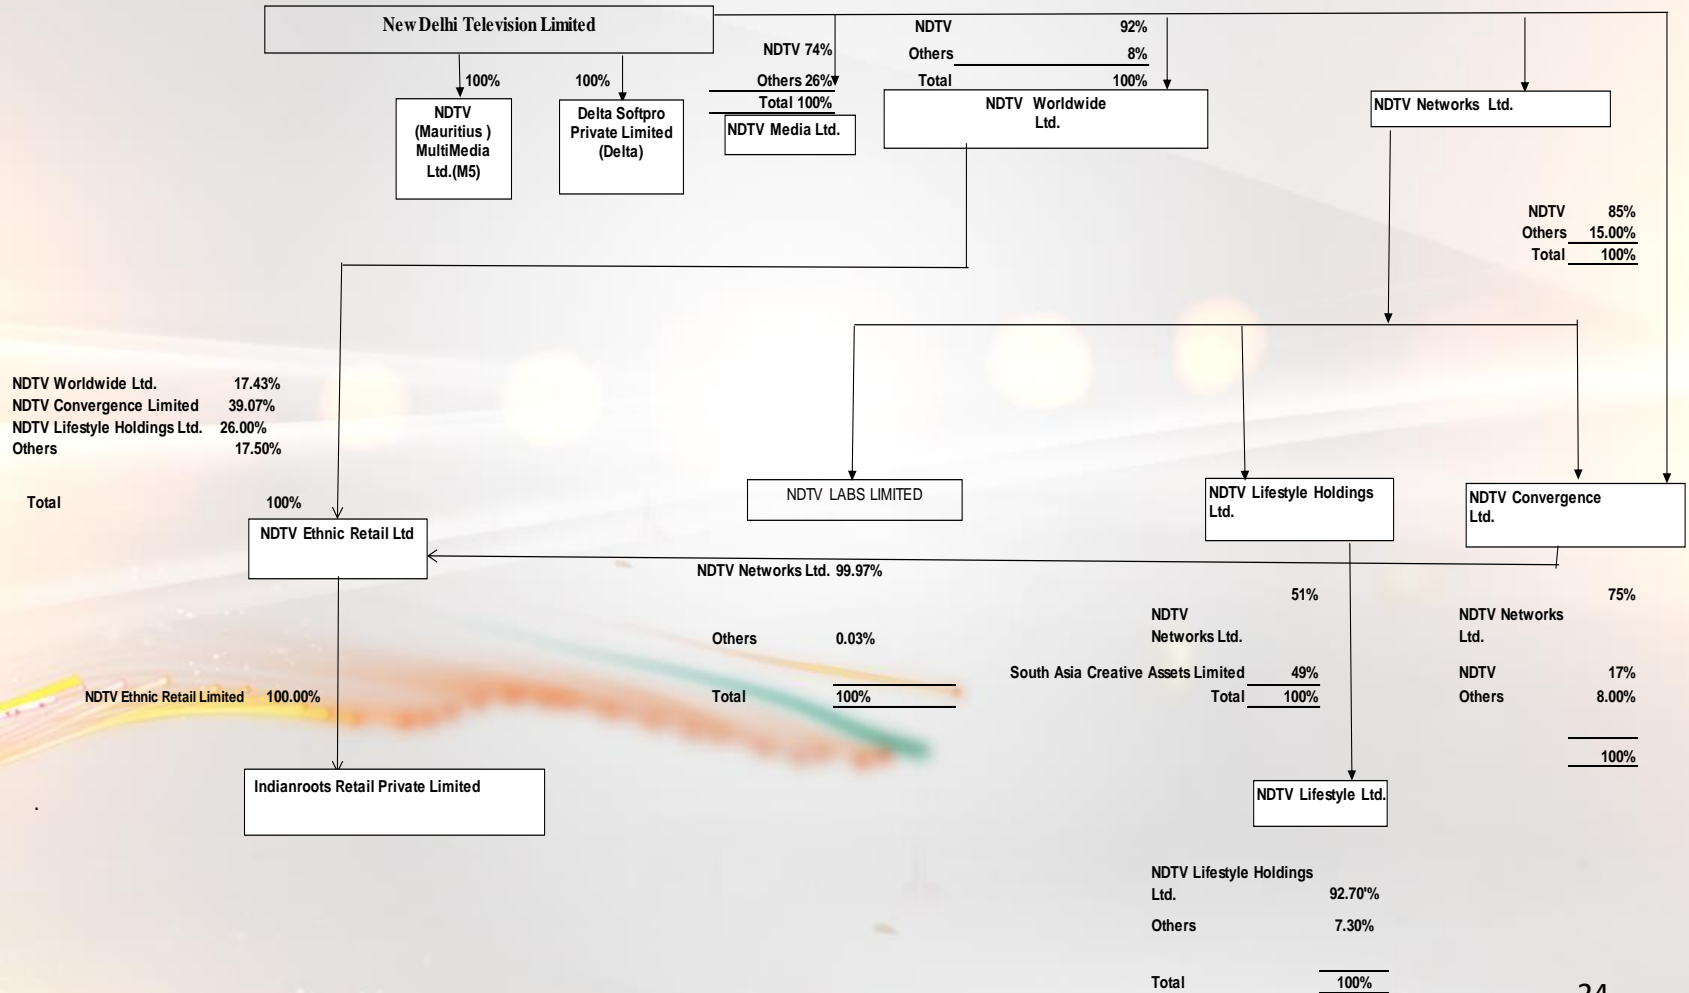 New Delhi Television Limited
NDTV 92%
Others 8%
Total 100%
NDTV 74%
Others 26%
Total 100%
100%
100%
NDTV
(Mauritius )
MultiMedia
Ltd.(M5)
Delta Softpro
Private Limited
(Delta)
NDTV Media Ltd.
NDTV Worldwide
Ltd.
NDTV Networks Ltd.
NDTV 85%
Others 15.00%
Total 100%
NDTV Worldwide Ltd. 17.43%
NDTV Convergence Limited 39.07%
NDTV Lifestyle Holdings Ltd. 26.00%
Others 17.50%
Total 100%
NDTV Ethnic Retail Ltd
NDTV LABS LIMITED
NDTV Lifestyle Holdings
Ltd.
NDTV Convergence
Ltd.
NDTV Networks Ltd. 99.97%
Others 0.03%
Total 100%
51%
NDTV
Networks Ltd.
South Asia Creative Assets Limited 49%
Total 100%
75%
NDTV Networks
Ltd.
NDTV 17%
Others 8.00%
100%
NDTV Ethnic Retail Limited 100.00%
Indianroots Retail Private Limited
.
NDTV Lifestyle Ltd.
NDTV Lifestyle Holdings
Ltd. 92.70'%
Others 7.30%
Total 100%
24